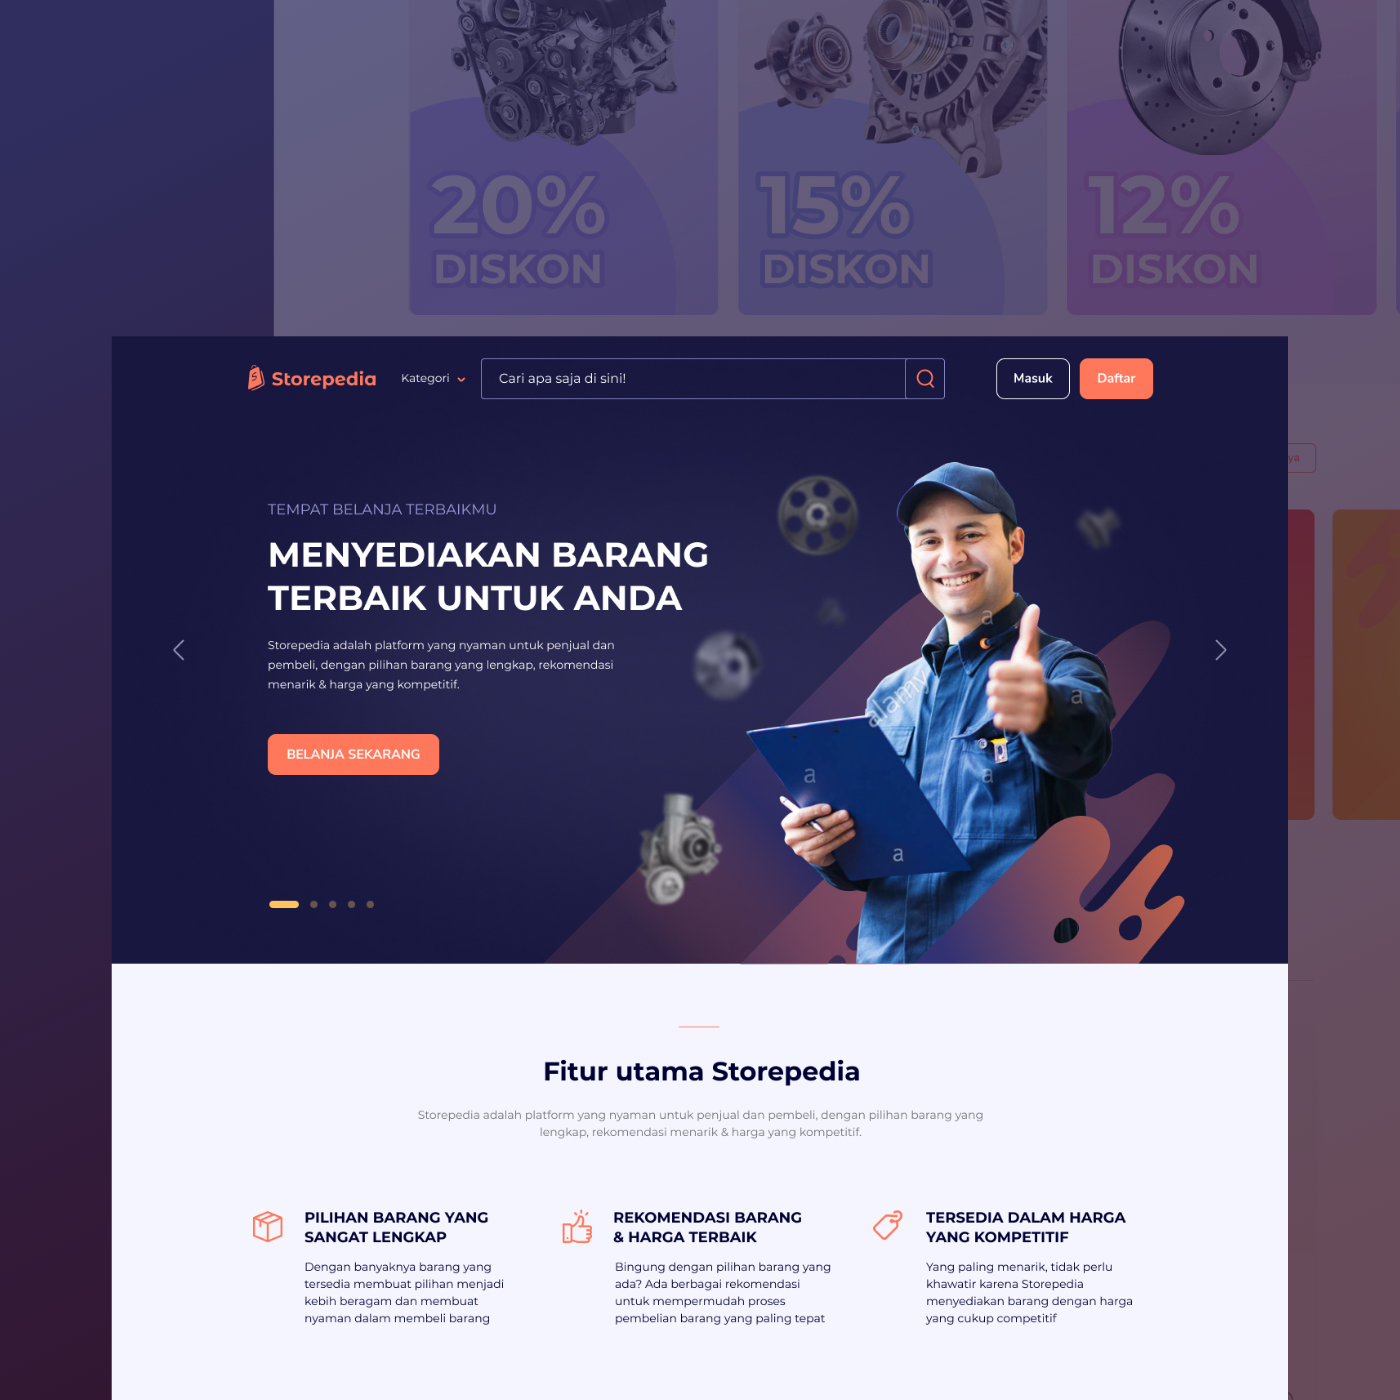 20%
DISKON
15%
DISKON
12%
DISKON
Storepedia
Kategori
Cari apa saja di sini!
Masuk
Daftar
ya
TEMPAT BELANJA TERBAIKMU
MENYEDIAKAN BARANG
TERBAIK UNTUK ANDA
Storepedia adalah platform yang nyaman untuk penjual dan
pembeli, dengan pilihan barang yang lengkap, rekomendasi
menarik & harga yang kompetitif.
BELANJA SEKARANG
a
alamy
a
a
a
a
Fitur utama Storepedia
Storepedia adalah platform yang nyaman untuk penjual dan pembeli, dengan pilihan barang yang
lengkap, rekomendasi menarik & harga yang kompetitif.
PILIHAN BARANG YANG
SANGAT LENGKAP
Dengan banyaknya barang yang
tersedia membuat pilihan menjadi
kebih beragam dan membuat
nyaman dalam membeli barang
REKOMENDASI BARANG
& HARGA TERBAIK
Bingung dengan pilihan barang yang
ada? Ada berbagai rekomendasi
untuk mempermudah proses
pembelian barang yang paling tepat
TERSEDIA DALAM HARGA
YANG KOMPETITIF
Yang paling menarik, tidak perlu
khawatir karena Storepedia
menyediakan barang dengan harga
yang cukup competitif